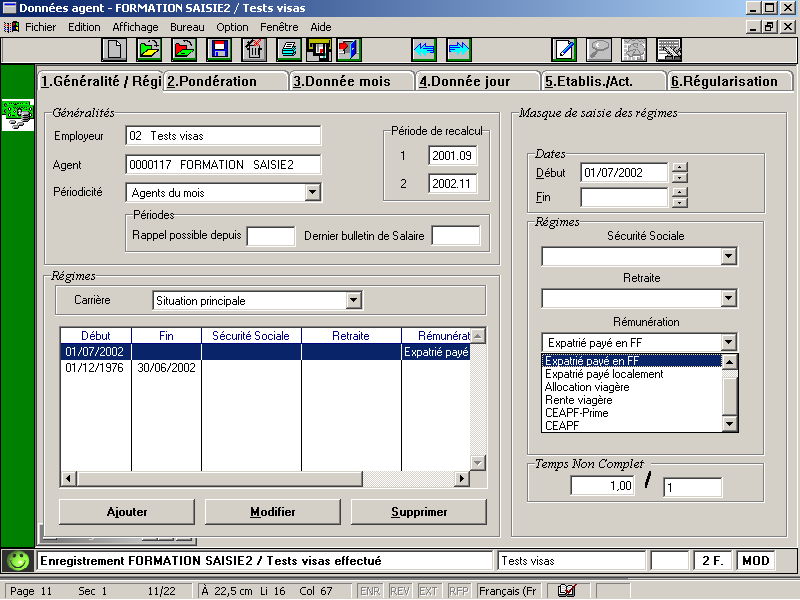 Données agent - FORMATION SAISIE2 / Tests visas
Fichier Edition Affichage Bureau Option Fenêtre Aide
1.Généralité / Régi 2.Pondération 3.Donnée mois 4.Donnée jour 5.Etablis./Act. 6.Régularisation
Généralités
Employeur 02 Tests visas
Agent 0000117 FORMATION SAISIE2
Périodicité Agents du mois
Période de recalcul
1 2001.09
2 2002.11
Périodes
Rappel possible depuis Dernier bulletin de Salaire
Régimes
Carrière Situation principale
Début Fin Sécurité Sociale Retraite Rémunérat
01/07/2002 Expatrié payé
01/12/1976 30/06/2002
Ajouter Modifier Supprimer
Masque de saisie des régimes
Dates
Début 01/07/2002
Fin
Régimes
Sécurité Sociale
Retraite
Rémunération
Expatrié payé en FF
Expatrié payé en FF
Expatrié payé localement
Allocation viagère
Rente viagère
CEAPF-Prime
CEAPF
Temps Non Complet
1,00 / 1
Enregistrement FORMATION SAISIE2 / Tests visas effectué Tests visas 2 F. MOD
Page 11 Sec 1 11/22 À 22,5 cm Li 16 Col 67 ENR REV EXT RFP Français (Fr